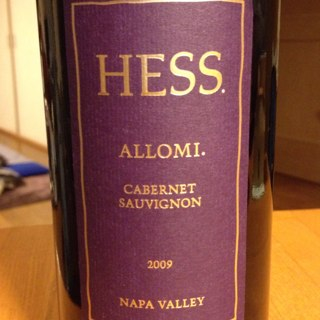 HESS.
ALLOMI.
CABERNET
SAUVIGNON
2009
NAPA VALLEY